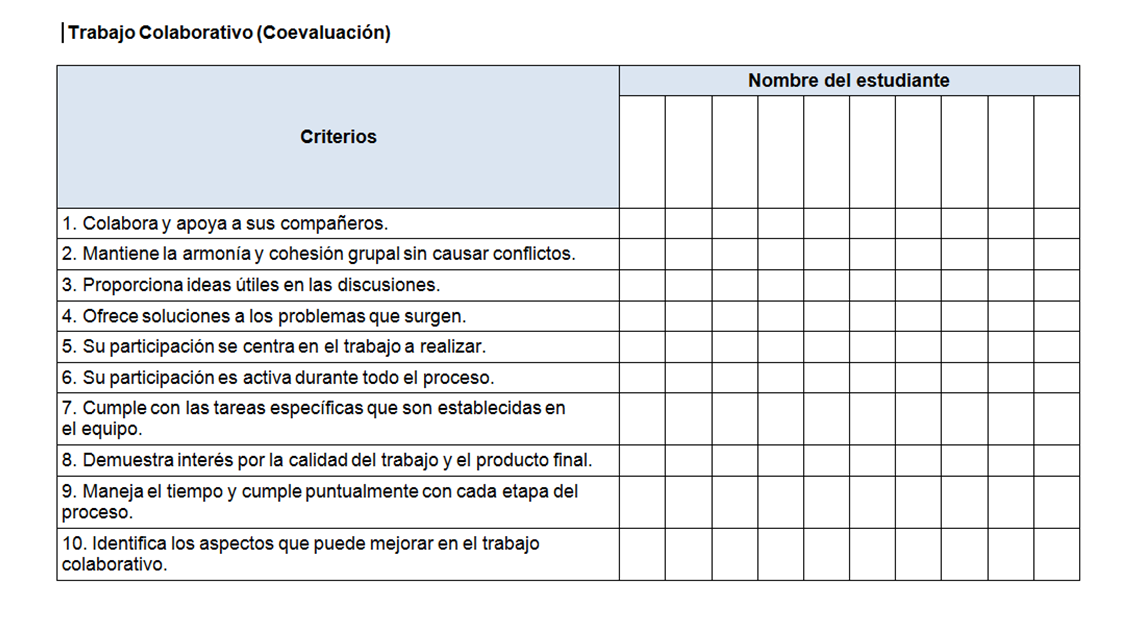 Trabajo Colaborativo (Coevaluación)
Nombre del estudiante
Criterios
1. Colabora y apoya a sus compañeros.
2. Mantiene la armonía y cohesión grupal sin causar conflictos.
3. Proporciona ideas útiles en las discusiones.
4. Ofrece soluciones a los problemas que surgen.
5. Su participación se centra en el trabajo a realizar.
6. Su participación es activa durante todo el proceso.
7. Cumple con las tareas específicas que son establecidas en
el equipo.
8. Demuestra interés por la calidad del trabajo y el producto final.
9. Maneja el tiempo y cumple puntualmente con cada etapa del
proceso.
10. Identifica los aspectos que puede mejorar en el trabajo
colaborativo.